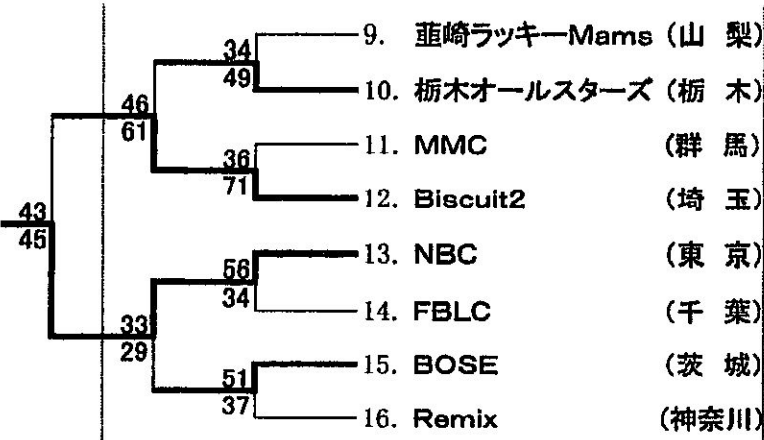 9. 韮崎ラッキーMams (山 梨)
34
49
10. 栃木オールスターズ (栃 木)
46
61
11. MMC (群 馬)
36
71
12. Biscuit2 (埼 玉)
43
45
13. NBC (東 京)
56
34
14. FBLC (千 葉)
33
29
15. BOSE (茨 城)
51
37
16. Remix (神奈川)